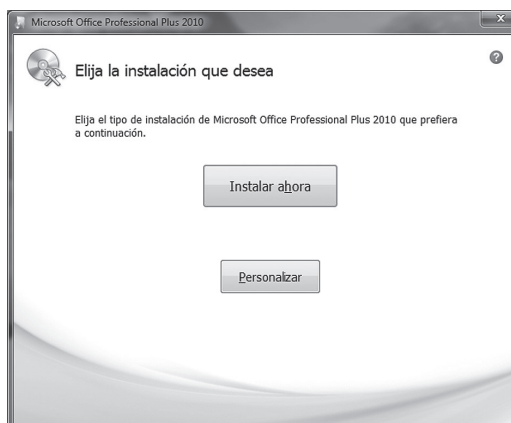 Microsoft Office Professional Plus 2010
Elija la instalación que desea
Elija el tipo de instalación de Microsoft Office Professional Plus 2010 que prefiera
a continuación.
Instalar ahora
Personalizar